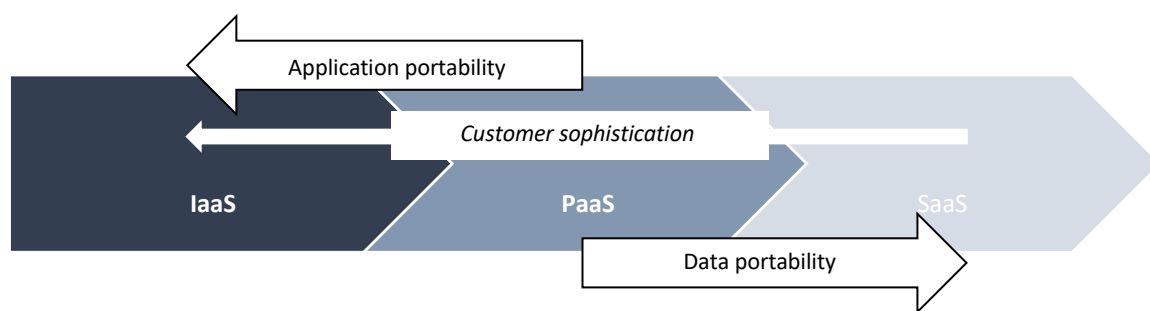 Application portability
Customer sophistication
IaaS
PaaS
SaaS
Data portability